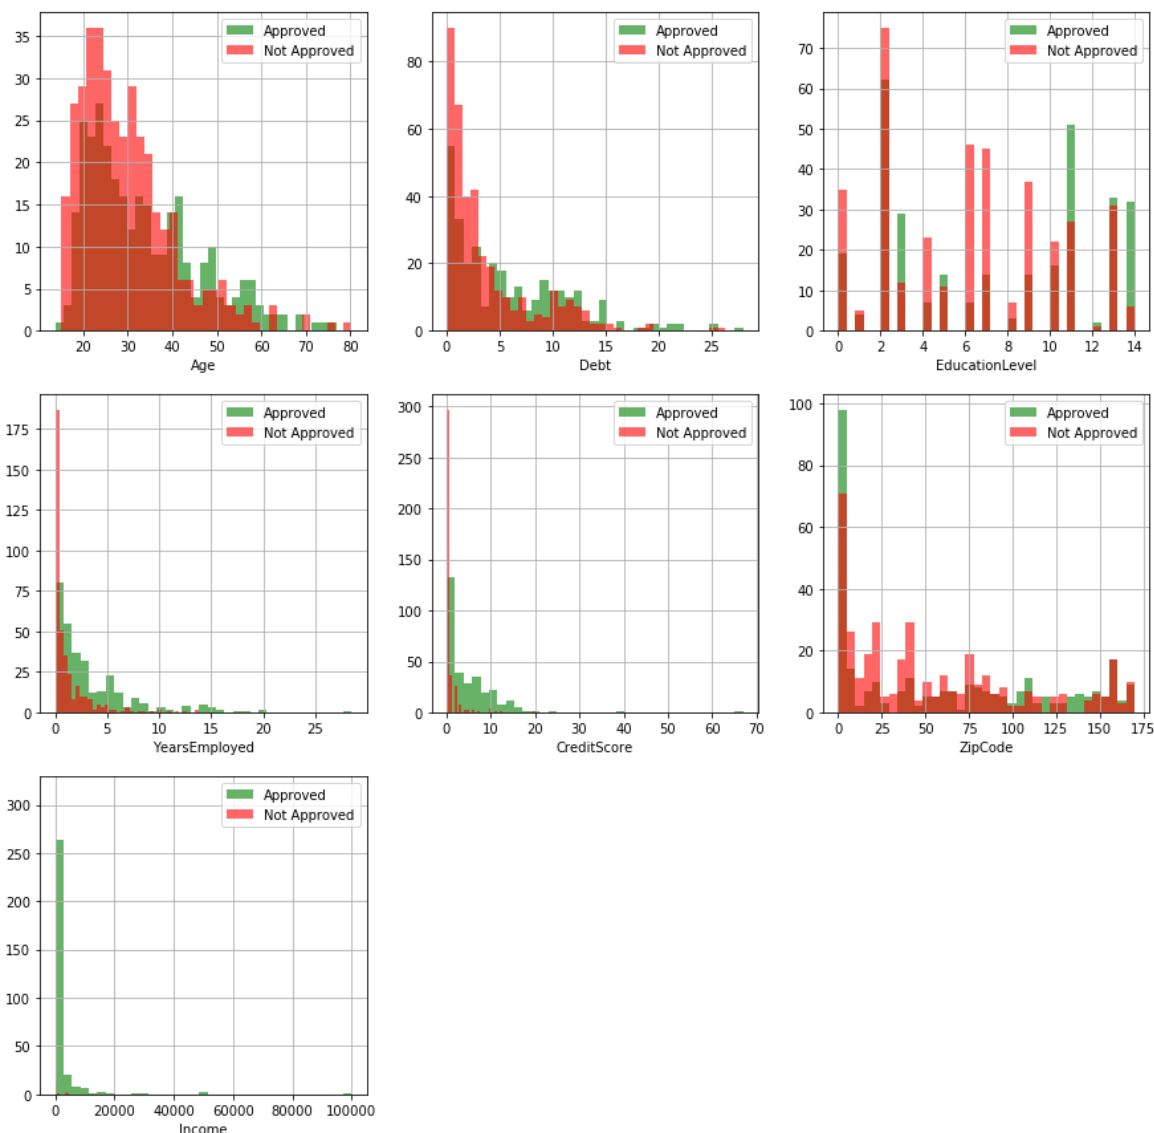 Approved
Not Approved
35
30
25
20
15
10
5
0
20 30 40 50 60 70 80
Age
Approved
Not Approved
80
60
40
20
0
0 5 10 15 20 25
Debt
Approved
Not Approved
70
60
50
40
30
20
10
0
0 2 4 6 8 10 12 14
EducationLevel
Approved
Not Approved
175
150
125
100
75
50
25
0
0 5 10 15 20 25
YearsEmployed
Approved
Not Approved
300
250
200
150
100
50
0
0 10 20 30 40 50 60 70
CreditScore
Approved
Not Approved
100
80
60
40
20
0
0 25 50 75 100 125 150 175
ZipCode
Approved
Not Approved
300
250
200
150
100
50
0
0 20000 40000 60000 80000 100000
Income